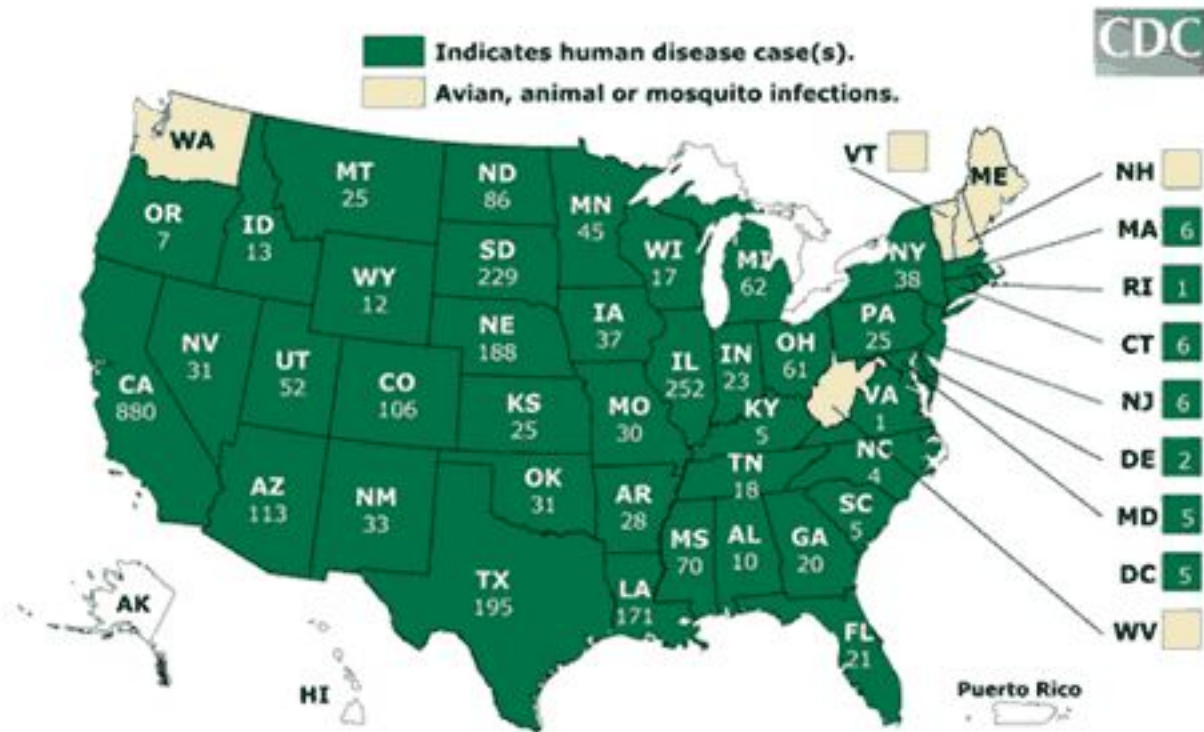 CDC
Indicates human disease case(s).
Avian, animal or mosquito infections.
WA
MT
25
ND
86
MN
45
VT
ME
NH
OR
7
ID
13
WY
12
SD
229
WI
17
MI
62
NY
38
MA 6
RI 1
CT 6
NJ 6
DE 2
MD 5
DC 5
WV
NE
188
IA
37
PA
25
NV
31
UT
52
CO
106
IL
252
IN
23
OH
61
CA
880
KS
25
MO
30
KY
5
VA
1
AZ
113
NM
33
OK
31
AR
28
TN
18
NC
4
SC
5
MS
70
AL
10
GA
20
TX
195
LA
171
FL
21
AK
HI
Puerto Rico